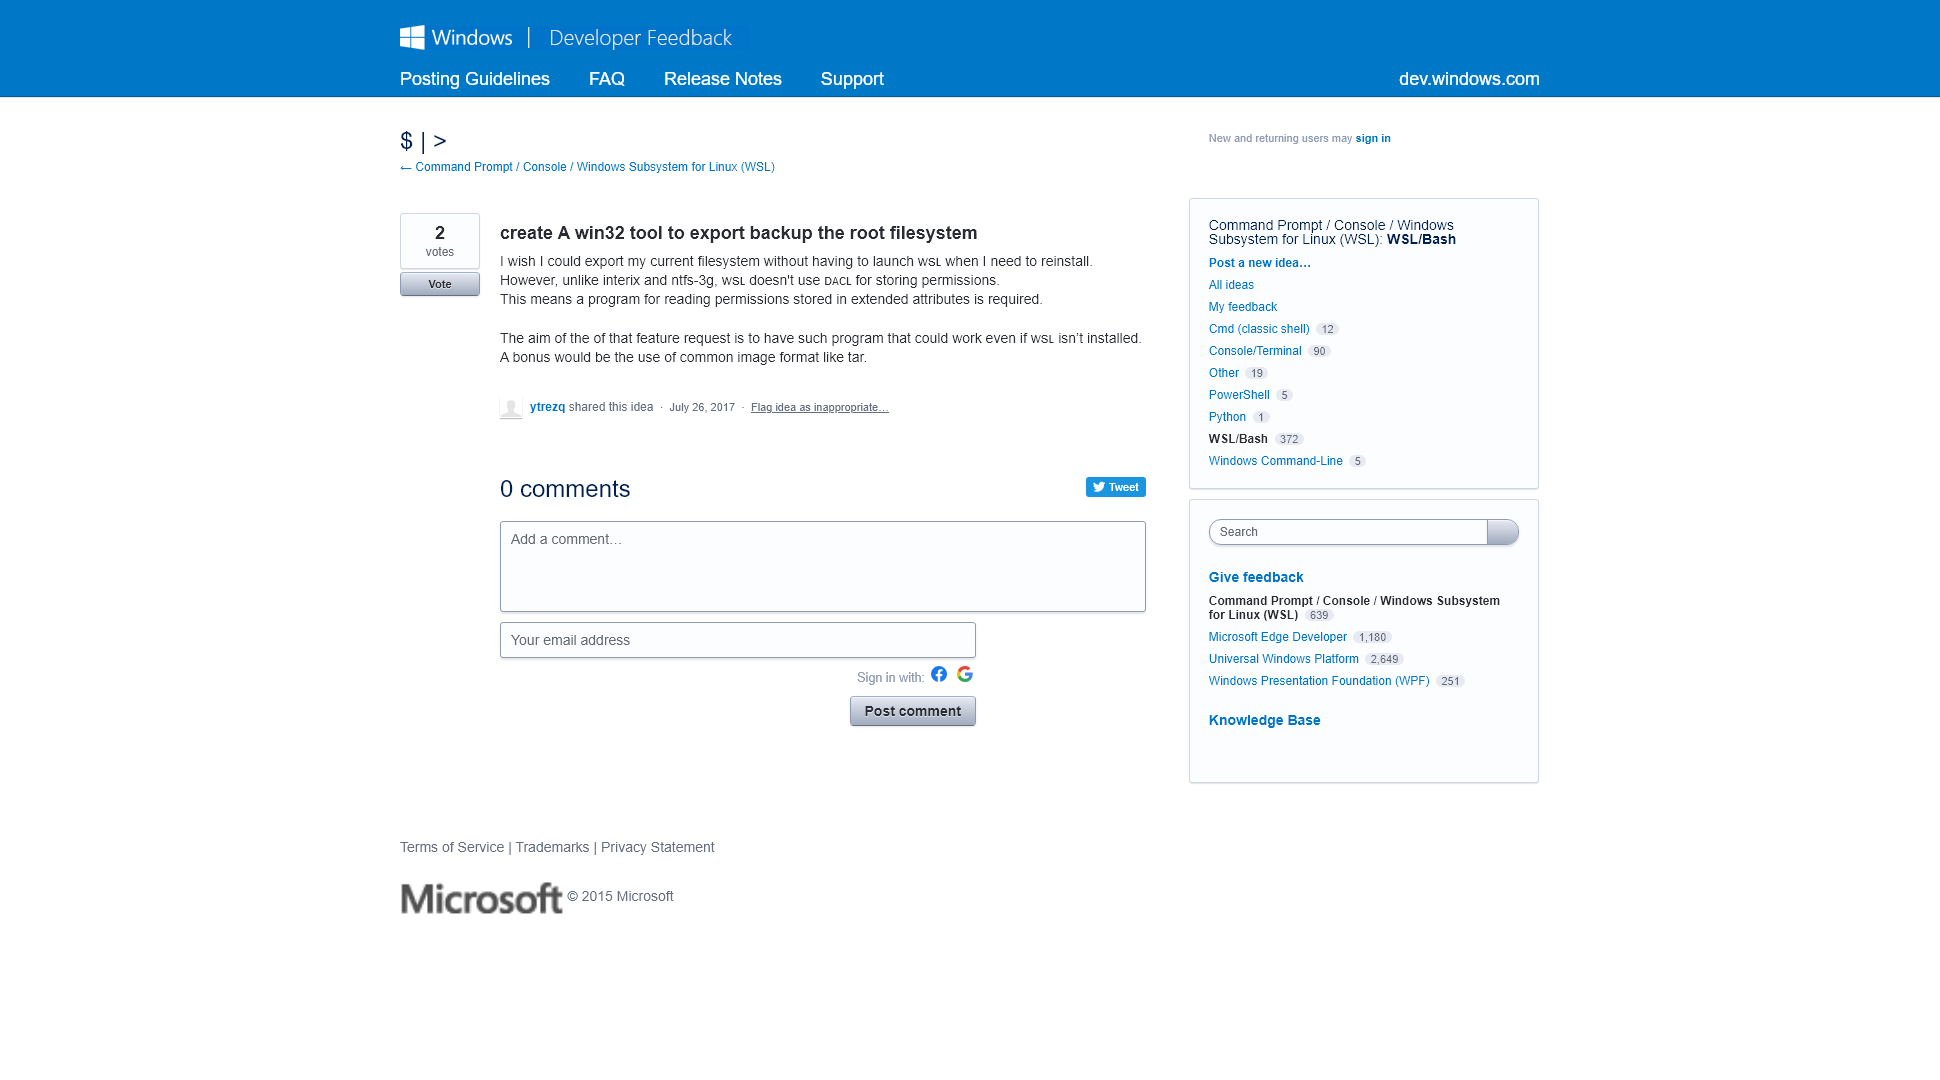 Windows | Developer Feedback
Posting Guidelines FAQ Release Notes Support dev.windows.com
$ | >
New and returning users may sign in
← Command Prompt / Console / Windows Subsystem for Linux (WSL)
2
votes
Vote
create A win32 tool to export backup the root filesystem
I wish I could export my current filesystem without having to launch ᴡsʟ when I need to reinstall.
However, unlike interix and ntfs-3g, ᴡsʟ doesn't use ᴅᴀᴄʟ for storing permissions.
This means a program for reading permissions stored in extended attributes is required.
The aim of the of that feature request is to have such program that could work even if ᴡsʟ isn’t installed.
A bonus would be the use of common image format like tar.
ytrezq shared this idea · July 26, 2017 · Flag idea as inappropriate…
0 comments
Tweet
Add a comment…
Your email address
Sign in with:
Post comment
Command Prompt / Console / Windows
Subsystem for Linux (WSL): WSL/Bash
Post a new idea…
All ideas
My feedback
Cmd (classic shell) 12
Console/Terminal 90
Other 19
PowerShell 5
Python 1
WSL/Bash 372
Windows Command-Line 5
Search
Give feedback
Command Prompt / Console / Windows Subsystem
for Linux (WSL) 639
Microsoft Edge Developer 1,180
Universal Windows Platform 2,649
Windows Presentation Foundation (WPF) 251
Knowledge Base
Terms of Service | Trademarks | Privacy Statement
Microsoft © 2015 Microsoft